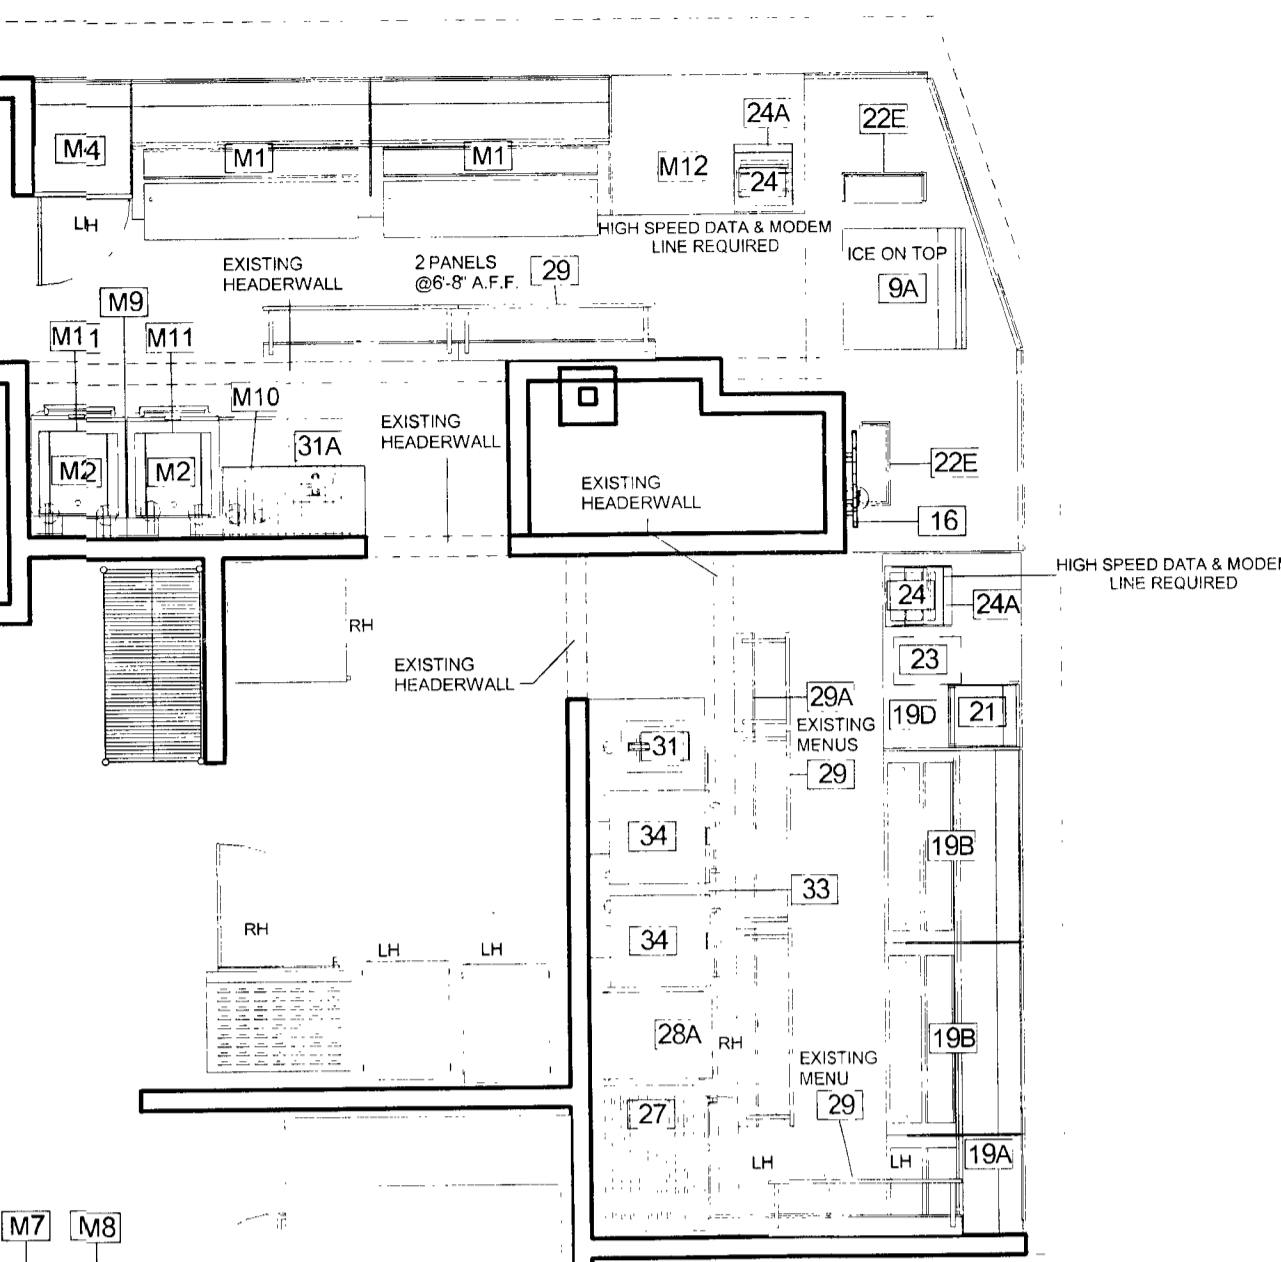 24A
22E
M4
M1
M1
M12
24
LH
HIGH SPEED DATA & MODEM
LINE REQUIRED
ICE ON TOP
9A
EXISTING
HEADERWALL
2 PANELS
@6'-8" A.F.F.
29
M9
M11
M11
M10
31A
EXISTING
HEADERWALL
M2
M2
EXISTING
HEADERWALL
22E
16
HIGH SPEED DATA & MODEM
LINE REQUIRED
24
24A
RH
23
EXISTING
HEADERWALL
29A
19D
21
EXISTING
MENUS
31
29
34
19B
33
RH
LH
LH
34
28A
RH
19B
EXISTING
MENU
29
27
LH
LH
19A
M7
M8